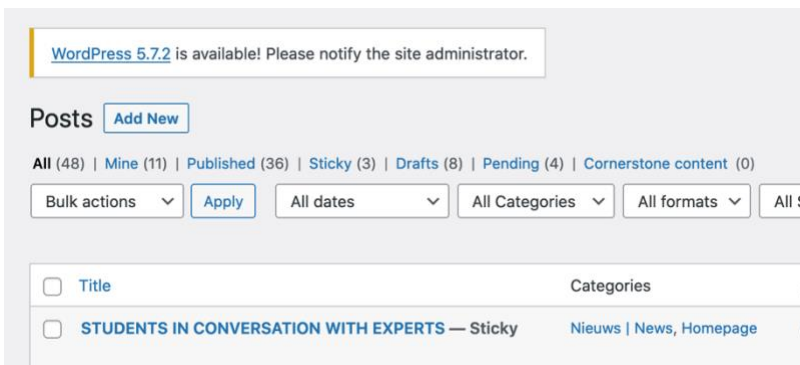 WordPress 5.7.2 is available! Please notify the site administrator.
Posts Add New
All (48) | Mine (11) | Published (36) | Sticky (3) | Drafts (8) | Pending (4) | Cornerstone content (0)
Bulk actions Apply All dates All Categories All formats All
Title Categories
STUDENTS IN CONVERSATION WITH EXPERTS — Sticky Nieuws | News, Homepage